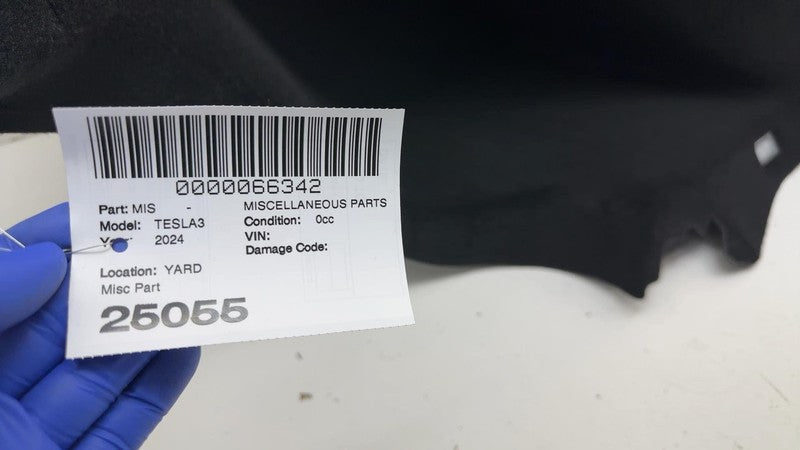 0000066342
Part: MIS - MISCELLANEOUS PARTS
Model: TESLA3 Condition: 0cc
2024 VIN:
Damage Code:
Location: YARD
Misc Part
25055